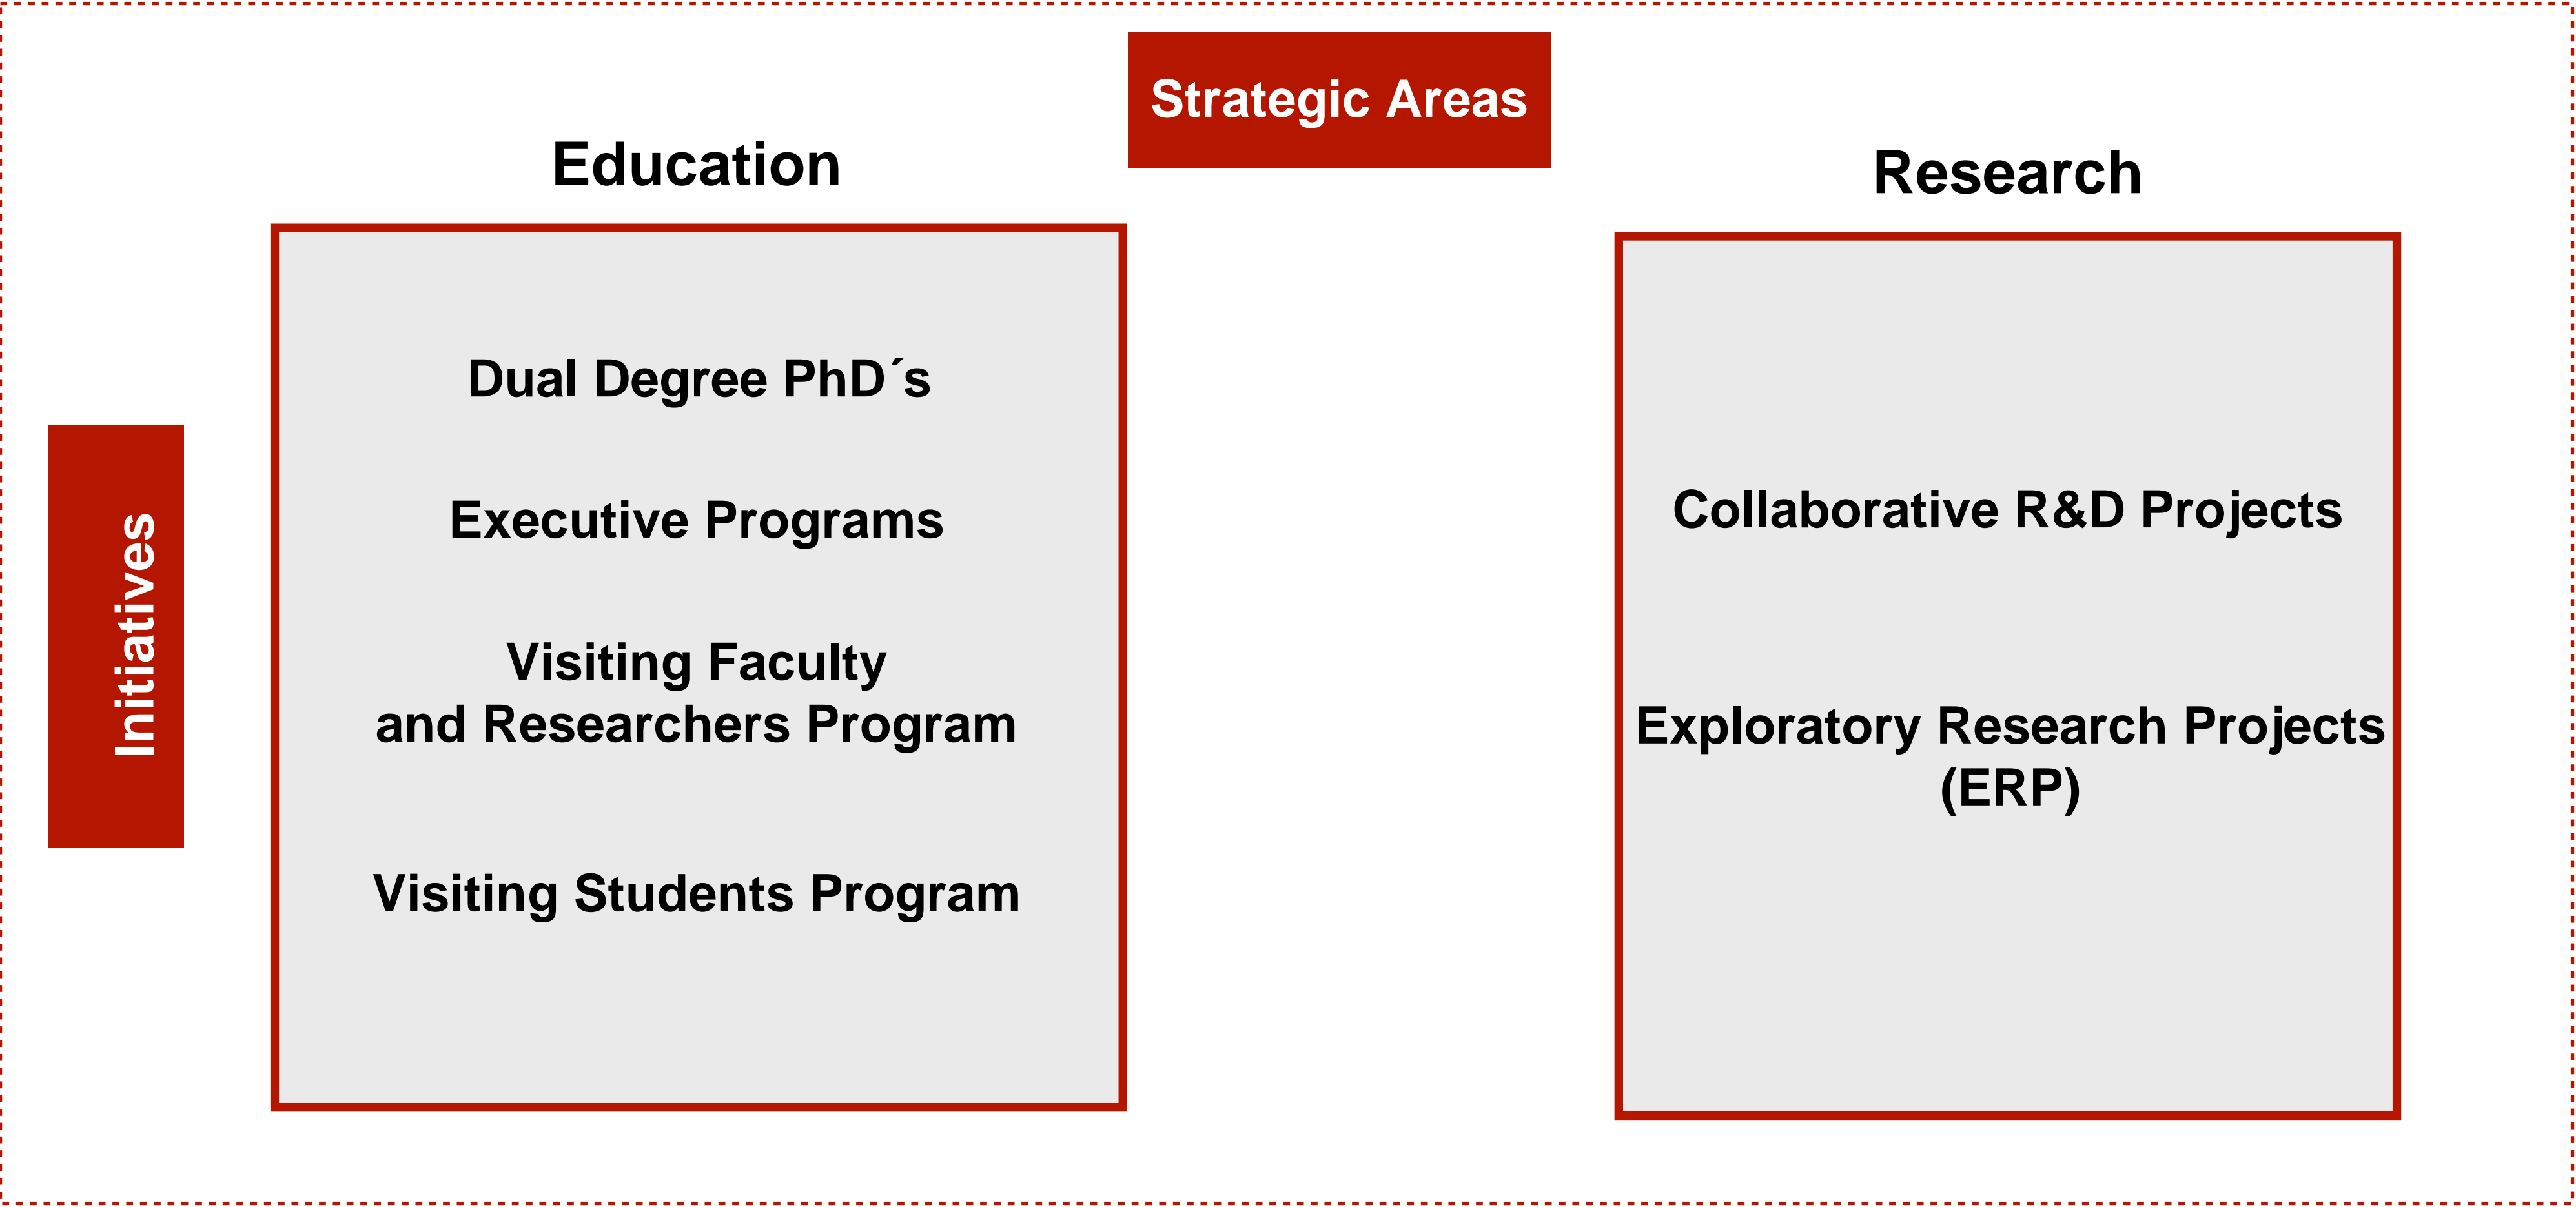 Strategic Areas
Education
Research
Initiatives
Dual Degree PhD´s
Executive Programs
Visiting Faculty
and Researchers Program
Visiting Students Program
Collaborative R&D Projects
Exploratory Research Projects
(ERP)